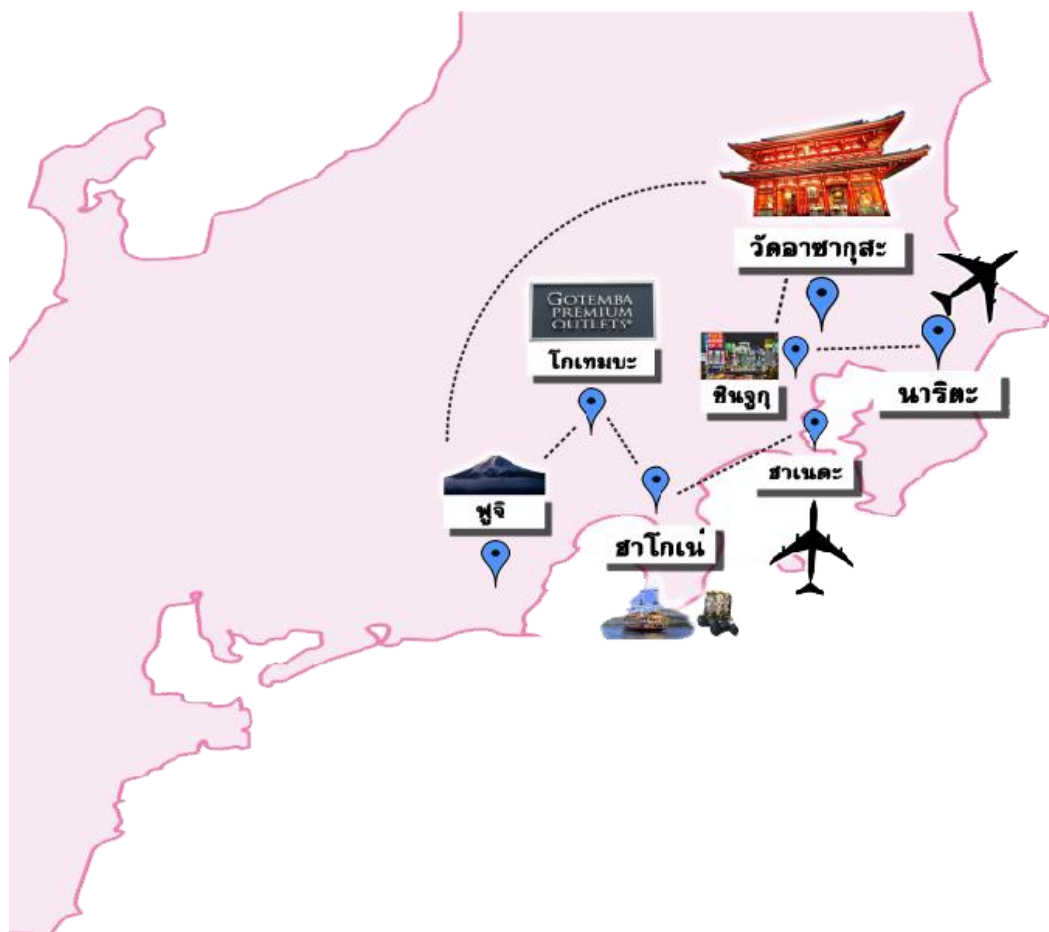 วัดอาซากุสะ
GOTEMBA
PREMIUM
OUTLETS®
โกเทมบะ
ชินจูกุ
นาริตะ
ฮาเนดะ
ฟูจิ
ฮาโกเน่